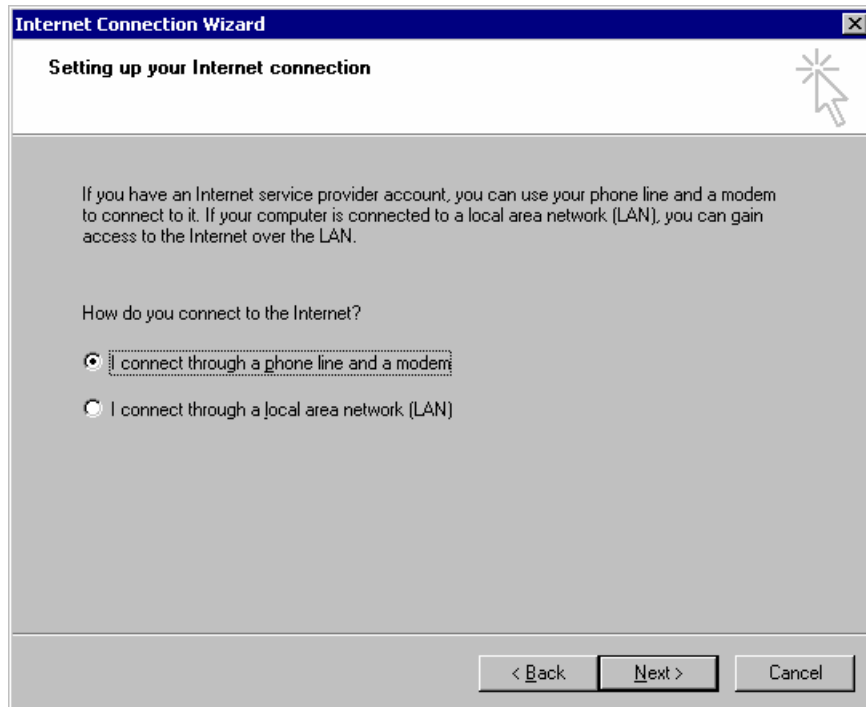 Internet Connection Wizard
Setting up your Internet connection
If you have an Internet service provider account, you can use your phone line and a modem
to connect to it. If your computer is connected to a local area network (LAN), you can gain
access to the Internet over the LAN.
How do you connect to the Internet?
I connect through a phone line and a modem
I connect through a local area network (LAN)
< Back Next > Cancel